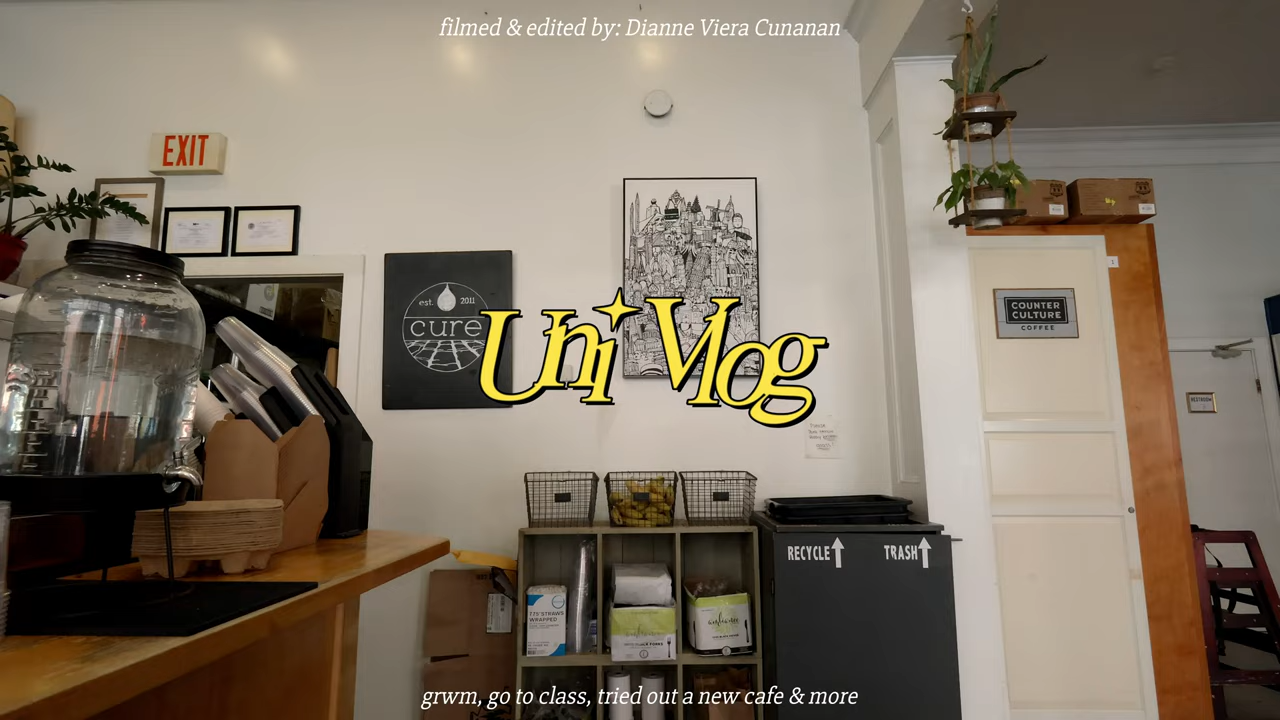 filmed & edited by: Dianne Viera Cunanan
EXIT
est. 2011
cure
Uni Vlog
COUNTER
CULTURE
COFFEE
RESTROOM
RECYCLE
TRASH
775 STRAWS
WRAPPED
grwm, go to class, tried out a new cafe & more